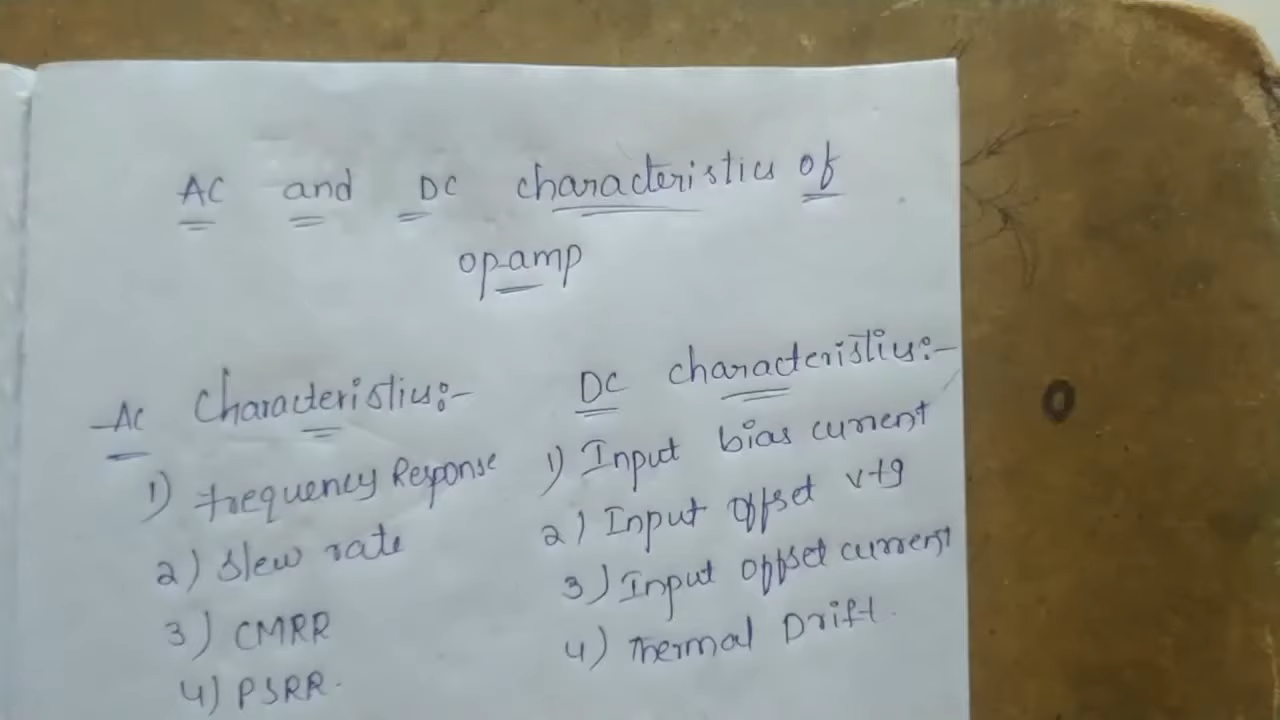 AC and DC characteristics of
op-amp
AC Characteristics:-
1) frequency Response
2) Slew rate
3) CMRR
4) PSRR.
DC characteristics:-
1) Input bias current
2) Input offset vtg
3) Input offset current
4) Thermal Drift.